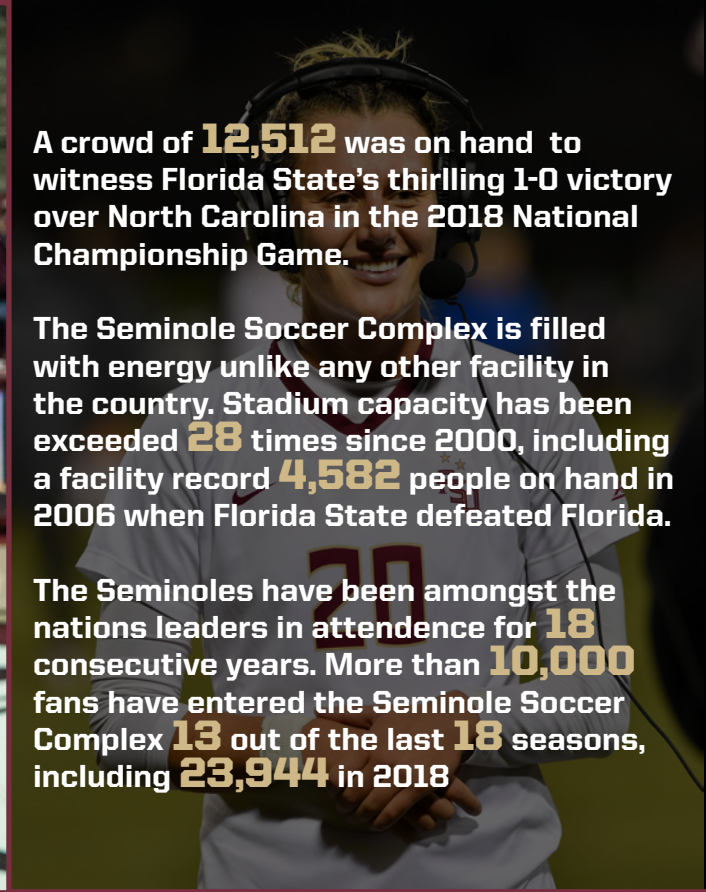 A crowd of 12,512 was on hand to
witness Florida State's thirlling 1-0 victory
over North Carolina in the 2018 National
Championship Game.
The Seminole Soccer Complex is filled
with energy unlike any other facility in
the country. Stadium capacity has been
exceeded 28 times since 2000, including
a facility record 4,582 people on hand in
2006 when Florida State defeated Florida.
The Seminoles have been amongst the
nations leaders in attendence for 18
consecutive years. More than 10,000
fans have entered the Seminole Soccer
Complex 13 out of the last 18 seasons,
including 23,944 in 2018
20